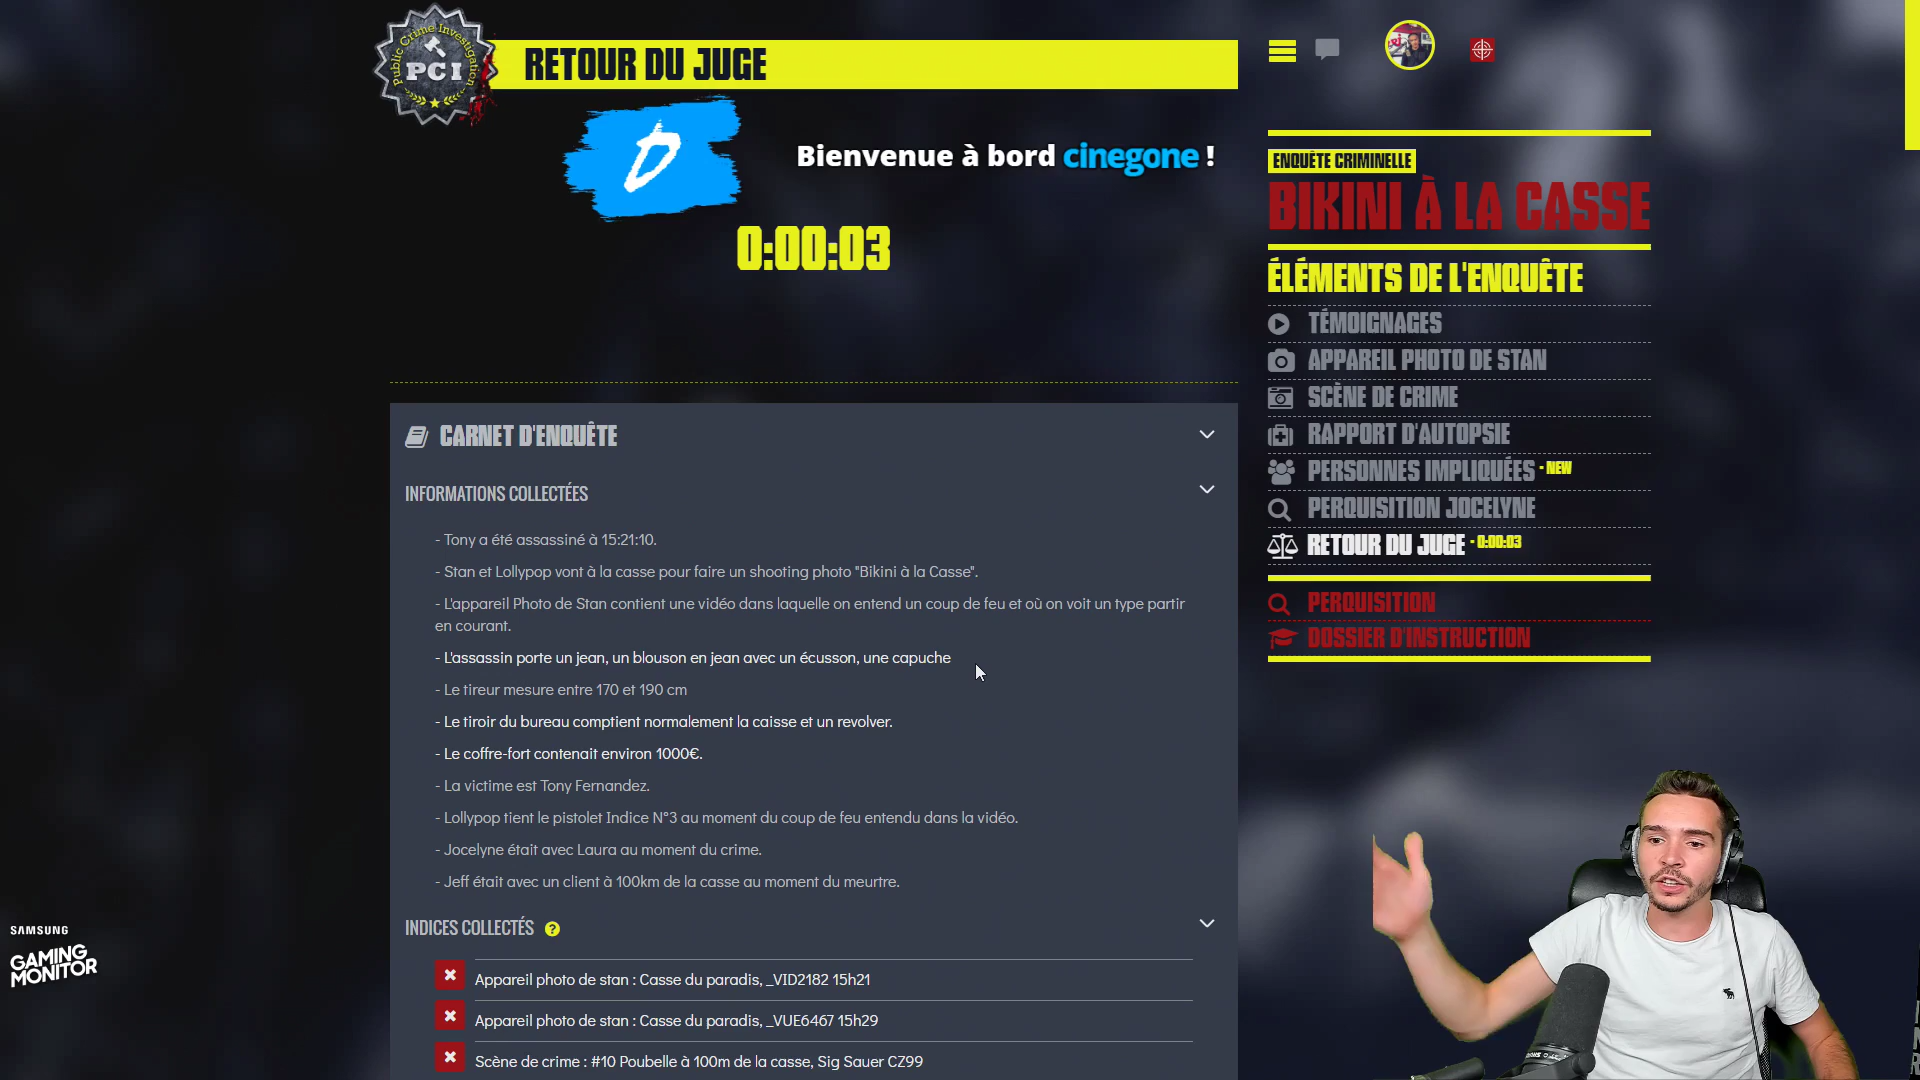 Public Crime Investigation
PCI
RETOUR DU JUGE
D
Bienvenue à bord cinegone !
0:00:03
CARNET D'ENQUÊTE
INFORMATIONS COLLECTÉES
- Tony a été assassiné à 15:21:10.
- Stan et Lollypop vont à la casse pour faire un shooting photo "Bikini à la Casse".
- L'appareil Photo de Stan contient une vidéo dans laquelle on entend un coup de feu et où on voit un type partir
en courant.
- L'assassin porte un jean, un blouson en jean avec un écusson, une capuche
- Le tireur mesure entre 170 et 190 cm
- Le tiroir du bureau comptient normalement la caisse et un revolver.
- Le coffre-fort contenait environ 1000€.
- La victime est Tony Fernandez.
- Lollypop tient le pistolet Indice N°3 au moment du coup de feu entendu dans la vidéo.
- Jocelyne était avec Laura au moment du crime.
- Jeff était avec un client à 100km de la casse au moment du meurtre.
INDICES COLLECTÉS ?
Appareil photo de stan : Casse du paradis, _VID2182 15h21
Appareil photo de stan : Casse du paradis, _VUE6467 15h29
Scène de crime : #10 Poubelle à 100m de la casse, Sig Sauer CZ99
ENQUÊTE CRIMINELLE
BIKINI À LA CASSE
ÉLÉMENTS DE L'ENQUÊTE
TÉMOIGNAGES
APPAREIL PHOTO DE STAN
SCÈNE DE CRIME
RAPPORT D'AUTOPSIE
PERSONNES IMPLIQUÉES - NEW
PERQUISITION JOCELYNE
RETOUR DU JUGE - 0:00:03
PERQUISITION
DOSSIER D'INSTRUCTION
SAMSUNG
GAMING
MONITOR